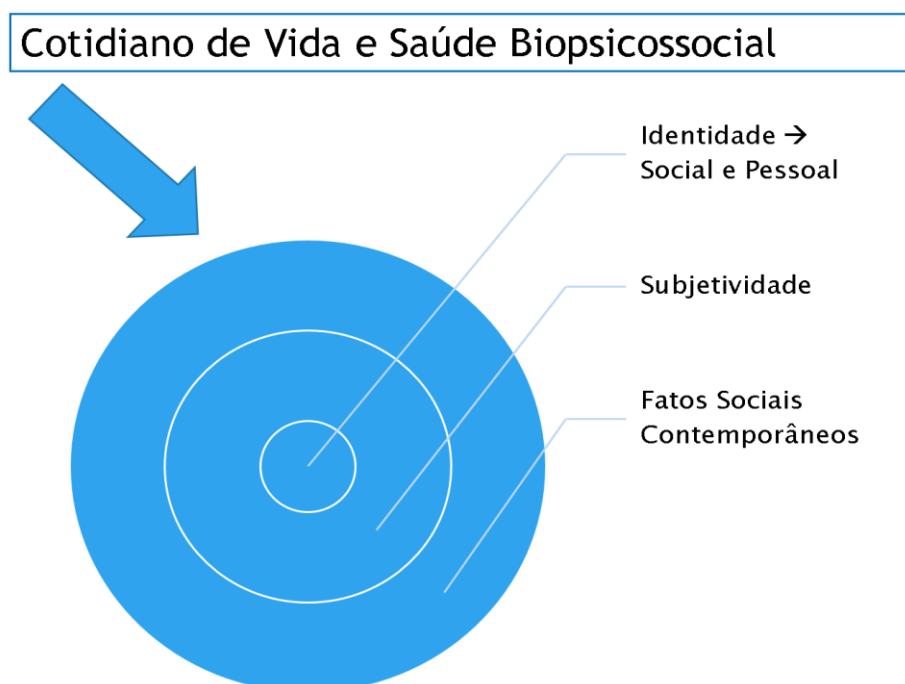 Cotidiano de Vida e Saúde Biopsicossocial
Identidade →
Social e Pessoal
Subjetividade
Fatos Sociais
Contemporâneos